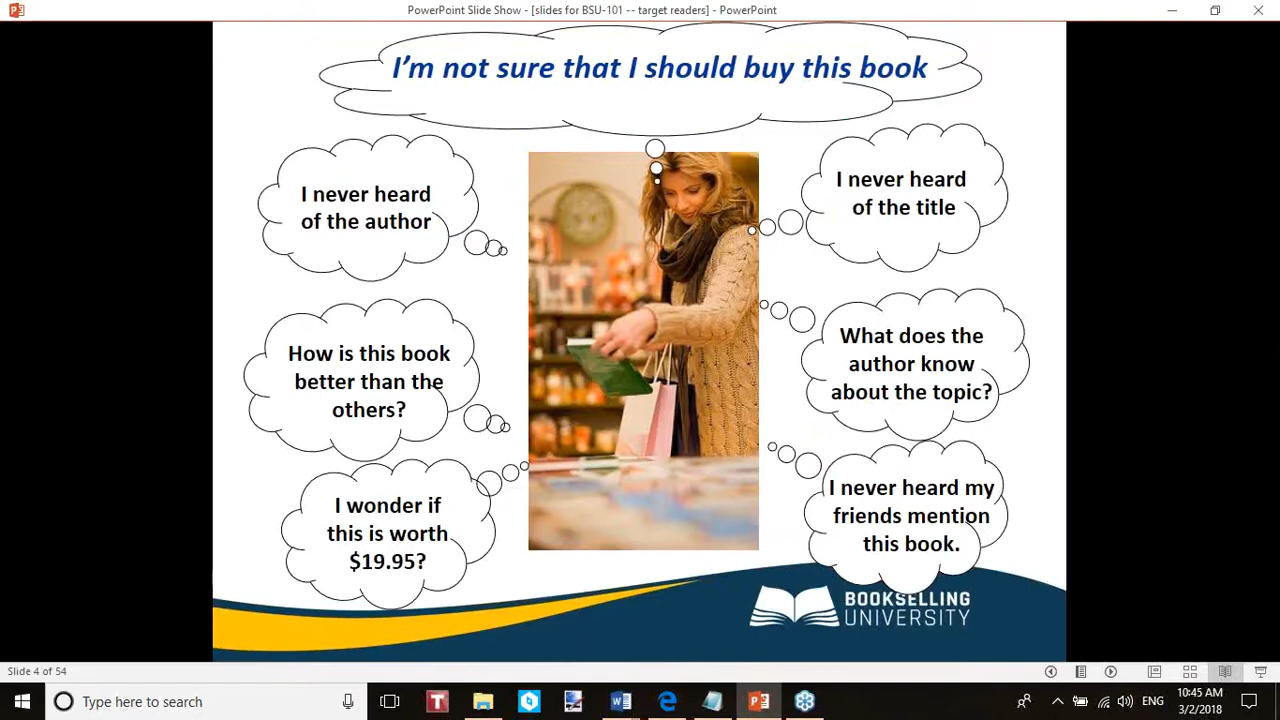 PowerPoint Slide Show - [slides for BSU-101 -- target readers] - PowerPoint
I'm not sure that I should buy this book
I never heard
of the author
I never heard
of the title
How is this book
better than the
others?
What does the
author know
about the topic?
I wonder if
this is worth
$19.95?
I never heard my
friends mention
this book.
BOOKSELLING
UNIVERSITY
Slide 4 of 54
Type here to search
ENG
10:45 AM
3/2/2018